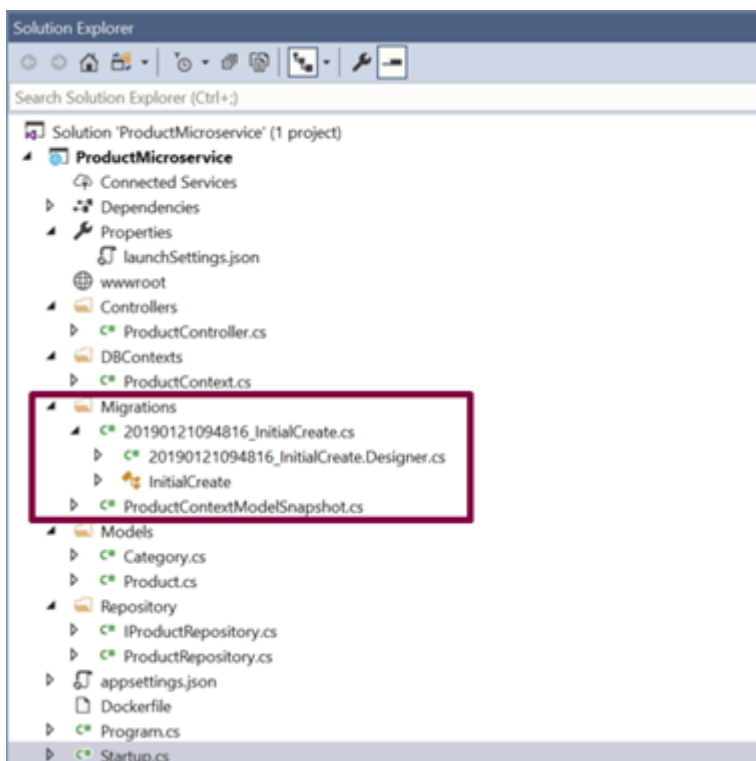 Solution Explorer
Search Solution Explorer (Ctrl+;)
Solution 'ProductMicroservice' (1 project)
ProductMicroservice
Connected Services
Dependencies
Properties
launchSettings.json
wwwroot
Controllers
C# ProductController.cs
DBContexts
C# ProductContext.cs
Migrations
C# 20190121094816_InitialCreate.cs
C# 20190121094816_InitialCreate.Designer.cs
InitialCreate
C# ProductContextModelSnapshot.cs
Models
C# Category.cs
C# Product.cs
Repository
C# IProductRepository.cs
C# ProductRepository.cs
appsettings.json
Dockerfile
C# Program.cs
C# Startup.cs